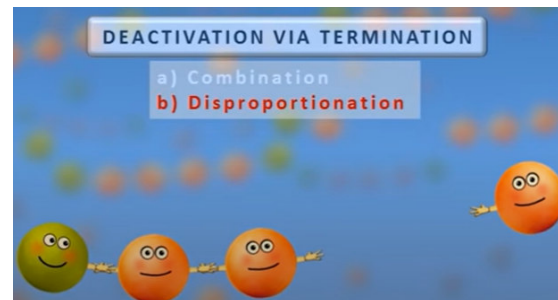 DEACTIVATION VIA TERMINATION
a) Combination
b) Disproportionation